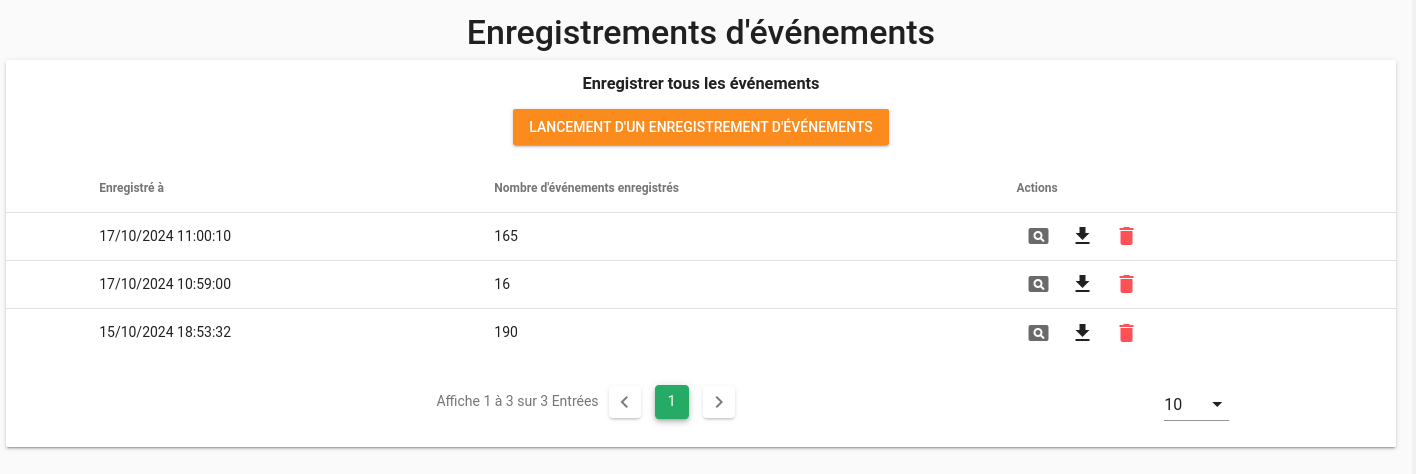 Enregistrements d'événements
Enregistrer tous les événements
LANCEMENT D'UN ENREGISTREMENT D'ÉVÉNEMENTS
Enregistré à Nombre d'événements enregistrés Actions
17/10/2024 11:00:10 165
17/10/2024 10:59:00 16
15/10/2024 18:53:32 190
Affiche 1 à 3 sur 3 Entrées 1 10